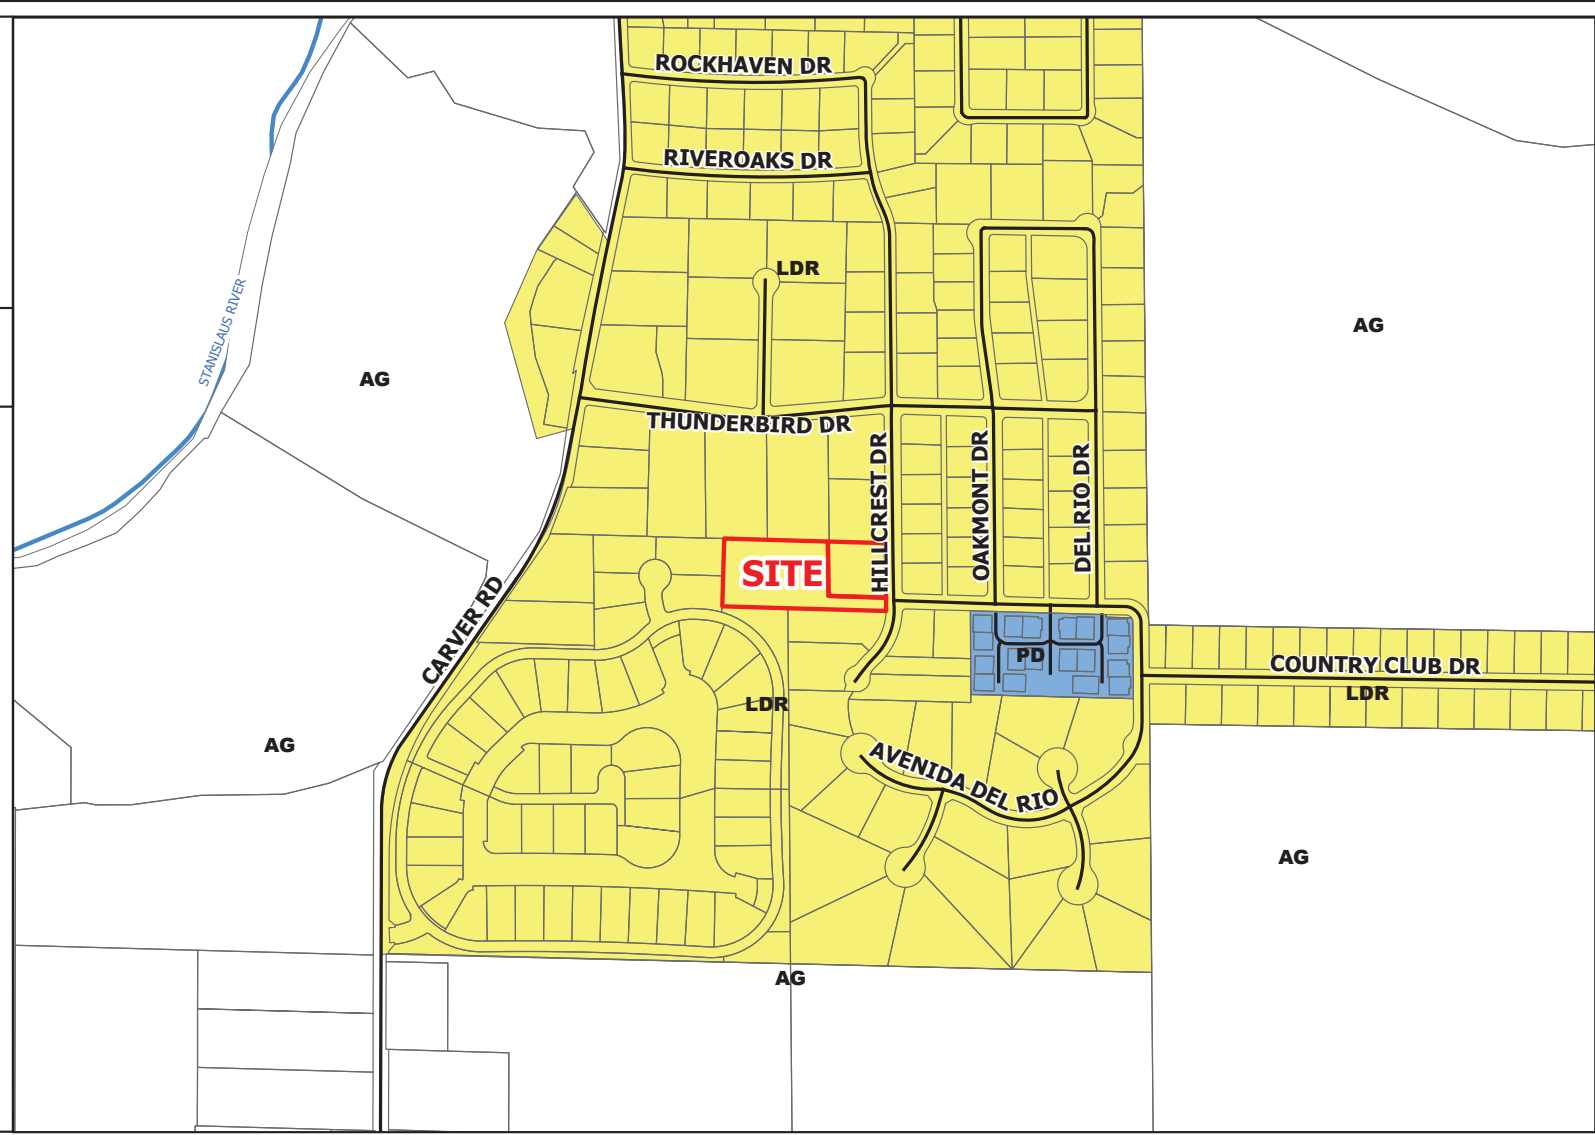 ROCKHAVEN DR
RIVEROAKS DR
LDR
STANISLAUS RIVER
AG
AG
THUNDERBIRD DR
HILLCREST DR
OAKMONT DR
DEL RIO DR
SITE
CARVER RD
PD
COUNTRY CLUB DR
LDR
LDR
AG
AVENIDA DEL RIO
AG
AG